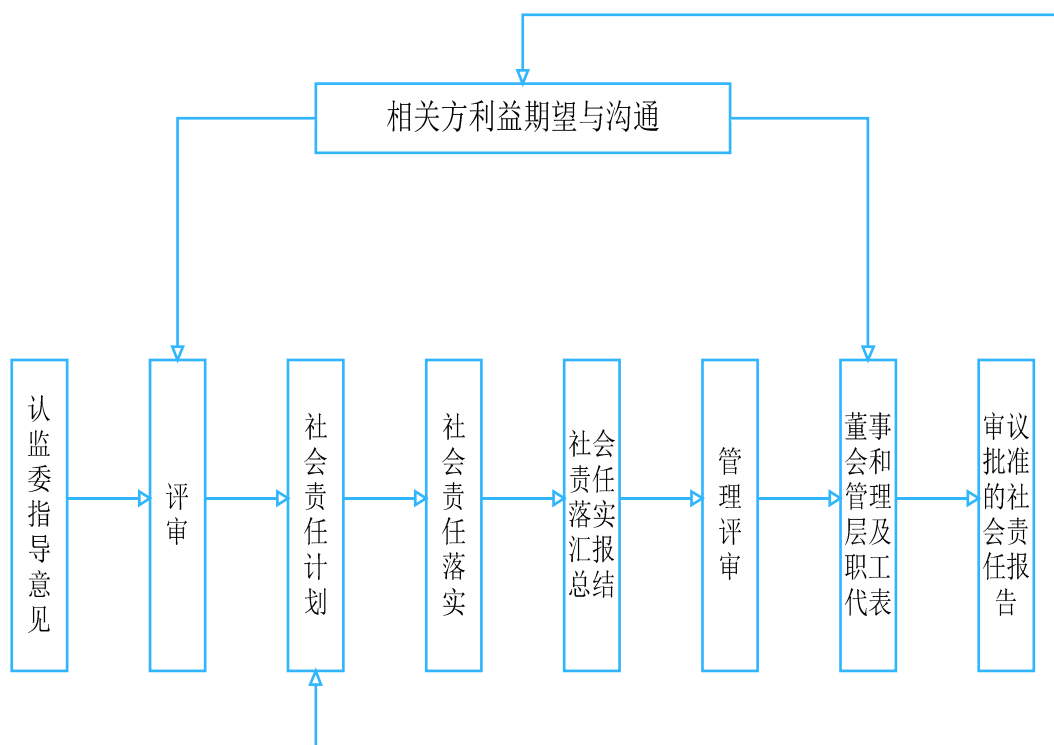 相关方利益期望与沟通
认监委指导意见
评审
社会责任计划
社会责任落实
社会
责任
落实
汇报
总结
管理评审
董事
会和
管理
层及
职工
代表
审议
批准
的社
会责
任报
告